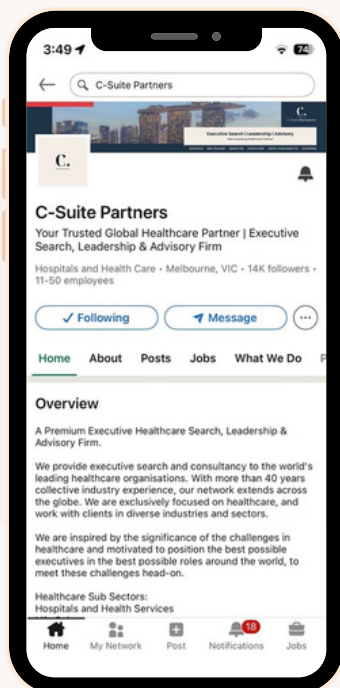 3:49
74
C-Suite Partners
C.
Executive Search | Leadership | Advisory
C.
C-Suite Partners
Your Trusted Global Healthcare Partner | Executive
Search, Leadership & Advisory Firm
Hospitals and Health Care • Melbourne, VIC • 14K followers •
11-50 employees
Following
Message
Home About Posts Jobs What We Do P
Overview
A Premium Executive Healthcare Search, Leadership &
Advisory Firm.
We provide executive search and consultancy to the world's
leading healthcare organisations. With more than 40 years
collective industry experience, our network extends across
the globe. We are exclusively focused on healthcare, and
work with clients in diverse industries and sectors.
We are inspired by the significance of the challenges in
healthcare and motivated to position the best possible
executives in the best possible roles around the world, to
meet these challenges head-on.
Healthcare Sub Sectors:
Hospitals and Health Services
18
Home My Network Post Notifications Jobs